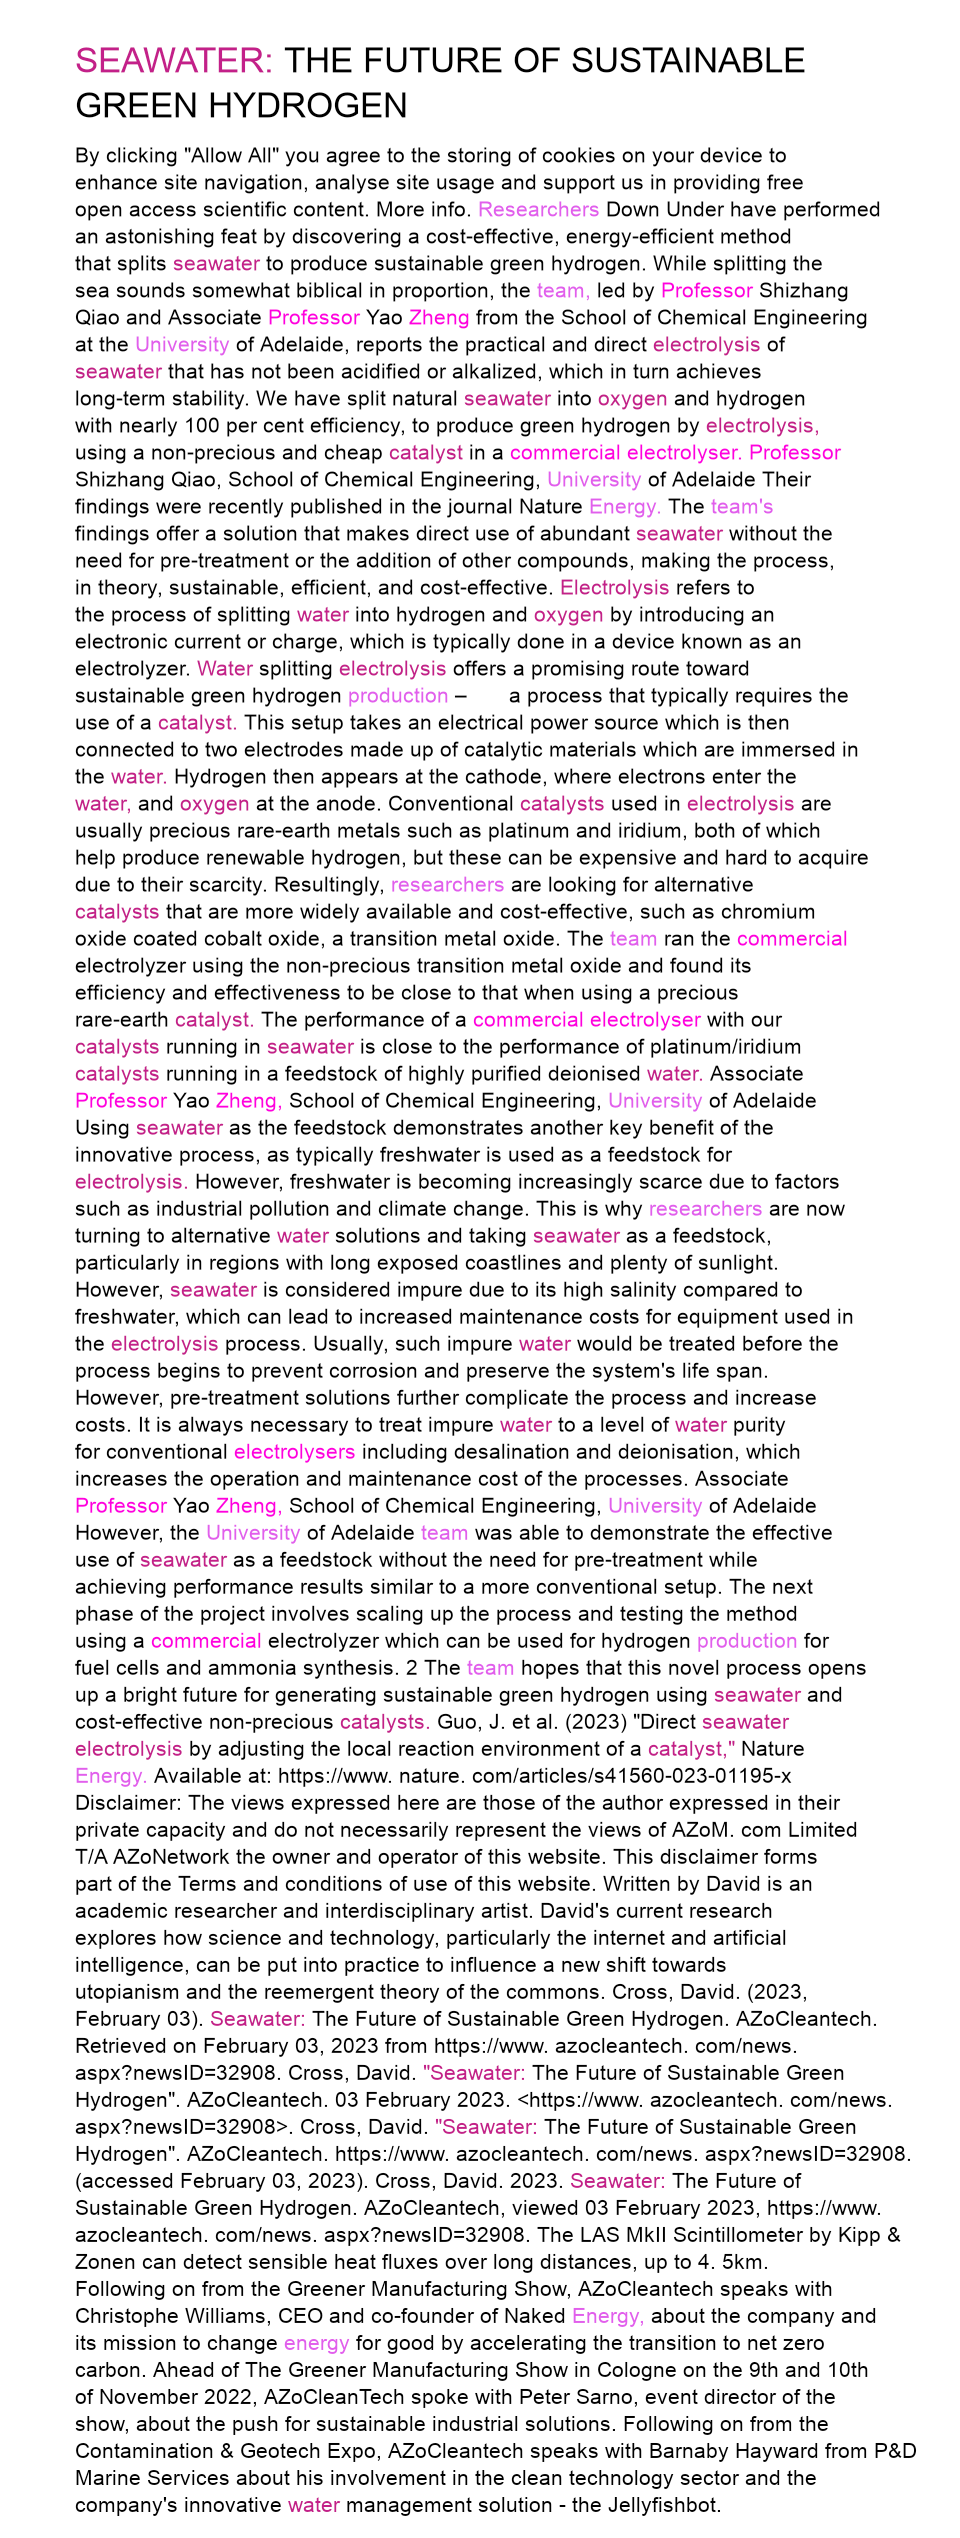 SEAWATER: THE FUTURE OF SUSTAINABLE
GREEN HYDROGEN
By clicking "Allow All" you agree to the storing of cookies on your device to
enhance site navigation, analyse site usage and support us in providing free
open access scientific content. More info. Researchers Down Under have performed
an astonishing feat by discovering a cost-effective, energy-efficient method
that splits seawater to produce sustainable green hydrogen. While splitting the
sea sounds somewhat biblical in proportion, the team, led by Professor Shizhang
Qiao and Associate Professor Yao Zheng from the School of Chemical Engineering
at the University of Adelaide, reports the practical and direct electrolysis of
seawater that has not been acidified or alkalized, which in turn achieves
long-term stability. We have split natural seawater into oxygen and hydrogen
with nearly 100 per cent efficiency, to produce green hydrogen by electrolysis,
using a non-precious and cheap catalyst in a commercial electrolyser. Professor
Shizhang Qiao, School of Chemical Engineering, University of Adelaide Their
findings were recently published in the journal Nature Energy. The team's
findings offer a solution that makes direct use of abundant seawater without the
need for pre-treatment or the addition of other compounds, making the process,
in theory, sustainable, efficient, and cost-effective. Electrolysis refers to
the process of splitting water into hydrogen and oxygen by introducing an
electronic current or charge, which is typically done in a device known as an
electrolyzer. Water splitting electrolysis offers a promising route toward
sustainable green hydrogen production – a process that typically requires the
use of a catalyst. This setup takes an electrical power source which is then
connected to two electrodes made up of catalytic materials which are immersed in
the water. Hydrogen then appears at the cathode, where electrons enter the
water, and oxygen at the anode. Conventional catalysts used in electrolysis are
usually precious rare-earth metals such as platinum and iridium, both of which
help produce renewable hydrogen, but these can be expensive and hard to acquire
due to their scarcity. Resultingly, researchers are looking for alternative
catalysts that are more widely available and cost-effective, such as chromium
oxide coated cobalt oxide, a transition metal oxide. The team ran the commercial
electrolyzer using the non-precious transition metal oxide and found its
efficiency and effectiveness to be close to that when using a precious
rare-earth catalyst. The performance of a commercial electrolyser with our
catalysts running in seawater is close to the performance of platinum/iridium
catalysts running in a feedstock of highly purified deionised water. Associate
Professor Yao Zheng, School of Chemical Engineering, University of Adelaide
Using seawater as the feedstock demonstrates another key benefit of the
innovative process, as typically freshwater is used as a feedstock for
electrolysis. However, freshwater is becoming increasingly scarce due to factors
such as industrial pollution and climate change. This is why researchers are now
turning to alternative water solutions and taking seawater as a feedstock,
particularly in regions with long exposed coastlines and plenty of sunlight.
However, seawater is considered impure due to its high salinity compared to
freshwater, which can lead to increased maintenance costs for equipment used in
the electrolysis process. Usually, such impure water would be treated before the
process begins to prevent corrosion and preserve the system's life span.
However, pre-treatment solutions further complicate the process and increase
costs. It is always necessary to treat impure water to a level of water purity
for conventional electrolysers including desalination and deionisation, which
increases the operation and maintenance cost of the processes. Associate
Professor Yao Zheng, School of Chemical Engineering, University of Adelaide
However, the University of Adelaide team was able to demonstrate the effective
use of seawater as a feedstock without the need for pre-treatment while
achieving performance results similar to a more conventional setup. The next
phase of the project involves scaling up the process and testing the method
using a commercial electrolyzer which can be used for hydrogen production for
fuel cells and ammonia synthesis. 2 The team hopes that this novel process opens
up a bright future for generating sustainable green hydrogen using seawater and
cost-effective non-precious catalysts. Guo, J. et al. (2023) "Direct seawater
electrolysis by adjusting the local reaction environment of a catalyst," Nature
Energy. Available at: https://www. nature. com/articles/s41560-023-01195-x
Disclaimer: The views expressed here are those of the author expressed in their
private capacity and do not necessarily represent the views of AZoM. com Limited
T/A AZoNetwork the owner and operator of this website. This disclaimer forms
part of the Terms and conditions of use of this website. Written by David is an
academic researcher and interdisciplinary artist. David's current research
explores how science and technology, particularly the internet and artificial
intelligence, can be put into practice to influence a new shift towards
utopianism and the reemergent theory of the commons. Cross, David. (2023,
February 03). Seawater: The Future of Sustainable Green Hydrogen. AZoCleantech.
Retrieved on February 03, 2023 from https://www. azocleantech. com/news.
aspx?newsID=32908. Cross, David. "Seawater: The Future of Sustainable Green
Hydrogen". AZoCleantech. 03 February 2023. <https://www. azocleantech. com/news.
aspx?newsID=32908>. Cross, David. "Seawater: The Future of Sustainable Green
Hydrogen". AZoCleantech. https://www. azocleantech. com/news. aspx?newsID=32908.
(accessed February 03, 2023). Cross, David. 2023. Seawater: The Future of
Sustainable Green Hydrogen. AZoCleantech, viewed 03 February 2023, https://www.
azocleantech. com/news. aspx?newsID=32908. The LAS MkII Scintillometer by Kipp &
Zonen can detect sensible heat fluxes over long distances, up to 4. 5km.
Following on from the Greener Manufacturing Show, AZoCleantech speaks with
Christophe Williams, CEO and co-founder of Naked Energy, about the company and
its mission to change energy for good by accelerating the transition to net zero
carbon. Ahead of The Greener Manufacturing Show in Cologne on the 9th and 10th
of November 2022, AZoCleanTech spoke with Peter Sarno, event director of the
show, about the push for sustainable industrial solutions. Following on from the
Contamination & Geotech Expo, AZoCleantech speaks with Barnaby Hayward from P&D
Marine Services about his involvement in the clean technology sector and the
company's innovative water management solution - the Jellyfishbot.